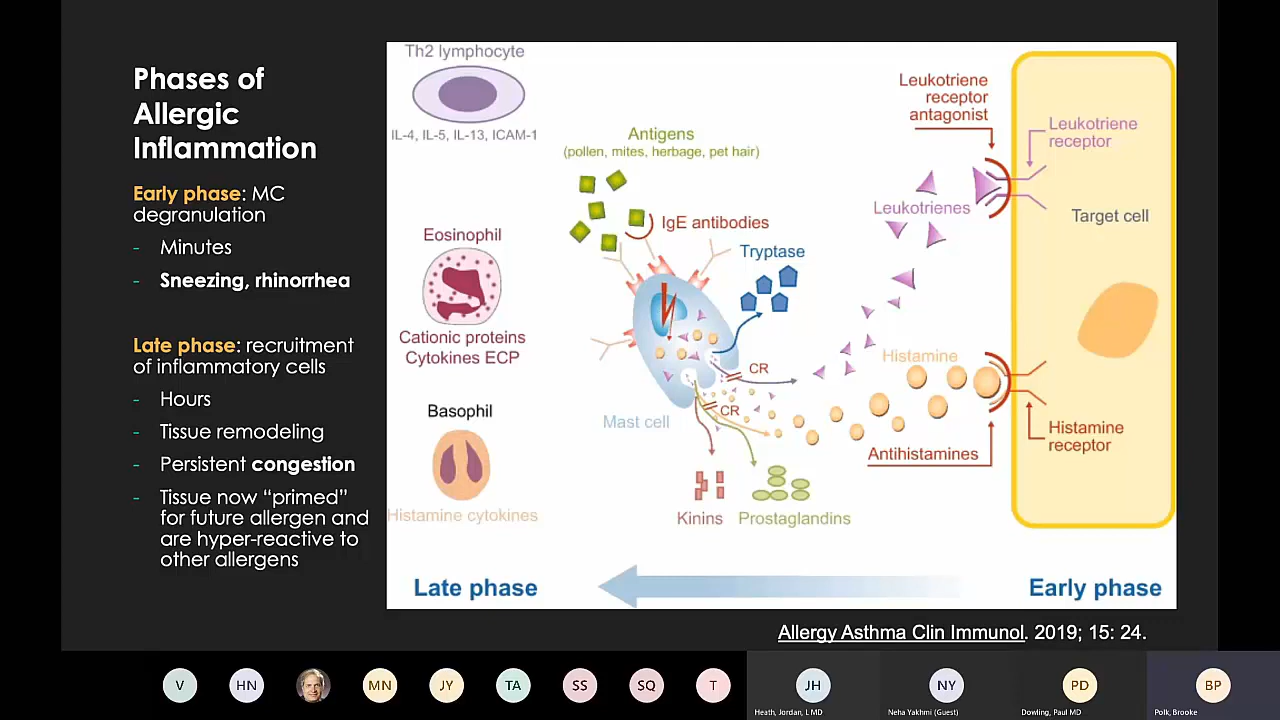 Phases of
Allergic
Inflammation
Early phase: MC
degranulation
- Minutes
- Sneezing, rhinorrhea
Late phase: recruitment
of inflammatory cells
- Hours
- Tissue remodeling
- Persistent congestion
- Tissue now “primed”
for future allergen and
are hyper-reactive to
other allergens
Th2 lymphocyte
IL-4, IL-5, IL-13, ICAM-1
Eosinophil
Cationic proteins
Cytokines ECP
Basophil
Histamine cytokines
Antigens
(pollen, mites, herbage, pet hair)
IgE antibodies
Tryptase
Mast cell
CR
CR
Kinins
Prostaglandins
Leukotriene
receptor
antagonist
Leukotrienes
Histamine
Antihistamines
Leukotriene
receptor
Target cell
Histamine
receptor
Late phase
Early phase
Allergy Asthma Clin Immunol. 2019; 15: 24.
V
HN
MN
JY
TA
SS
SQ
T
JH
Heath, Jordan, L MD
NY
Neha Yakhmi (Guest)
PD
Dowling, Paul MD
BP
Polk, Brooke